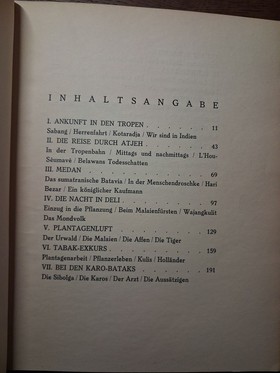 INHALTSANGABE
I. ANKUNFT IN DEN TROPEN . . . . . . 11
Sabang / Herrenfahrt / Kotaradja / Wir sind in Indien
II. DIE REISE DURCH ATJEH . . . . . . 43
In der Tropenbahn / Mittags und nachmittags / L'Hou-
Seumavé / Belawans Todesschatten
III. MEDAN . . . . . . . . . . . 69
Das sumatranische Batavia / In der Menschendroschke / Hari
Bezar / Ein königlicher Kaufmann
IV. DIE NACHT IN DELI . . . . . . . . 97
Einzug in die Pflanzung / Beim Malaienfürsten / Wajangkulit
Das Mondvolk
V. PLANTAGENLUFT . . . . . . . . 129
Der Urwald / Die Malaien / Die Affen / Die Tiger
VI. TABAK-EXKURS . . . . . . . . . 159
Plantagenarbeit / Pflanzerleben / Kulis / Holländer
VII. BEI DEN KARO-BATAKS . . . . . . 191
Die Sibolga / Die Karos / Der Arzt / Die Aussätzigen